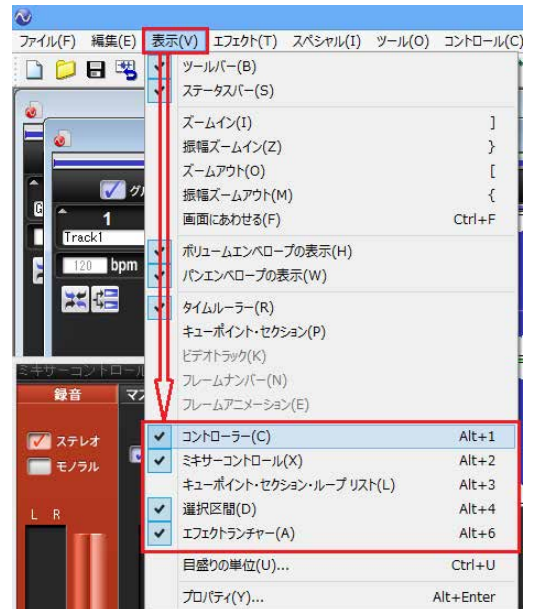 ファイル(F) 編集(E) 表示(V) エフェクト(T) スペシャル(I) ツール(O) コントロール(C)
ツールバー(B)
ステータスバー(S)
ズームイン(I) ]
振幅ズームイン(Z) }
ズームアウト(O) [
振幅ズームアウト(M) {
画面にあわせる(F) Ctrl+F
ボリュームエンベロープの表示(H)
パンエンベロープの表示(W)
タイムルーラー(R)
キューポイント・セクション(P)
ビデオトラック(K)
フレームナンバー(N)
フレームアニメーション(E)
コントローラー(C) Alt+1
ミキサーコントロール(X) Alt+2
キューポイント・セクション・ループ リスト(L) Alt+3
選択区間(D) Alt+4
エフェクトランチャー(A) Alt+6
目盛りの単位(U)... Ctrl+U
プロパティ(Y)... Alt+Enter
G
1
Track1
120 bpm
ミキサーコントロール
録音
ステレオ
モノラル
L R